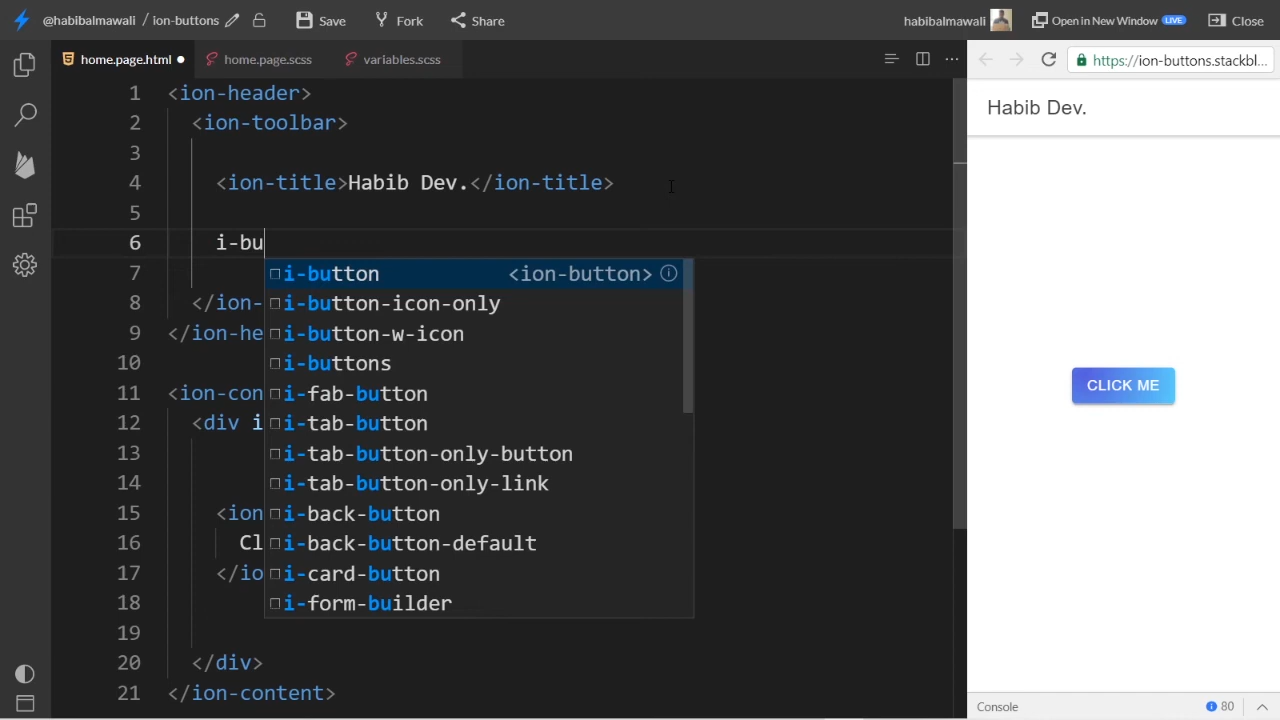 @habibalmawali / ion-buttons Save Fork Share habibalmawali Open in New Window LIVE Close
home.page.html home.page.scss variables.scss https://ion-buttons.stackbl...
1 <ion-header>
2 <ion-toolbar>
3
4 <ion-title>Habib Dev.</ion-title>
5
6 i-bu
7 i-button <ion-button>
8 </ion- i-button-icon-only
9 </ion-he i-button-w-icon
10 i-buttons
11 <ion-con i-fab-button
12 <div i i-tab-button
13 i-tab-button-only-button
14 i-tab-button-only-link
15 <ion i-back-button
16 Cl i-back-button-default
17 </io i-card-button
18 i-form-builder
19
20 </div>
21 </ion-content>
Habib Dev.
CLICK ME
Console 80